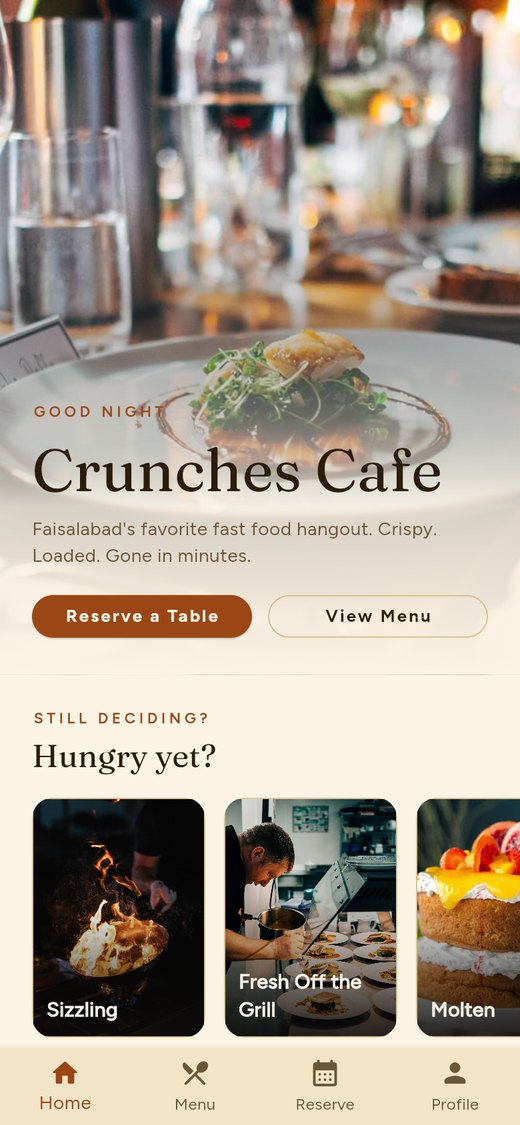 GOOD NIGHT
Crunches Cafe
Faisalabad's favorite fast food hangout. Crispy.
Loaded. Gone in minutes.
Reserve a Table
View Menu
STILL DECIDING?
Hungry yet?
Sizzling
Fresh Off the
Grill
Molten
Home
Menu
Reserve
Profile